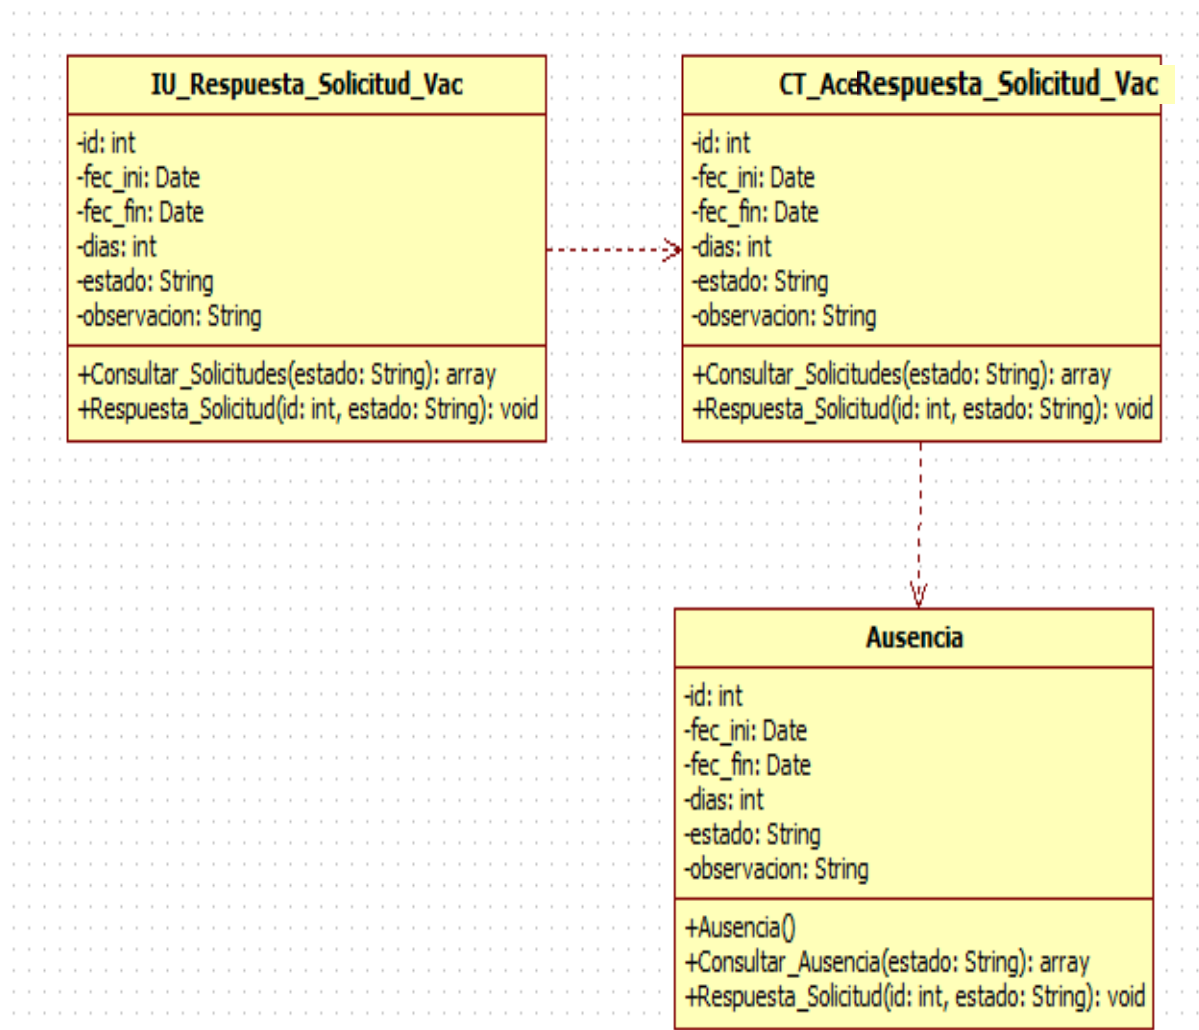 IU_Respuesta_Solicitud_Vac
-id: int
-fec_ini: Date
-fec_fin: Date
-dias: int
-estado: String
-observacion: String
+Consultar_Solicitudes(estado: String): array
+Respuesta_Solicitud(id: int, estado: String): void
CT_AceRespuesta_Solicitud_Vac
-id: int
-fec_ini: Date
-fec_fin: Date
-dias: int
-estado: String
-observacion: String
+Consultar_Solicitudes(estado: String): array
+Respuesta_Solicitud(id: int, estado: String): void
Ausencia
-id: int
-fec_ini: Date
-fec_fin: Date
-dias: int
-estado: String
-observacion: String
+Ausencia()
+Consultar_Ausencia(estado: String): array
+Respuesta_Solicitud(id: int, estado: String): void